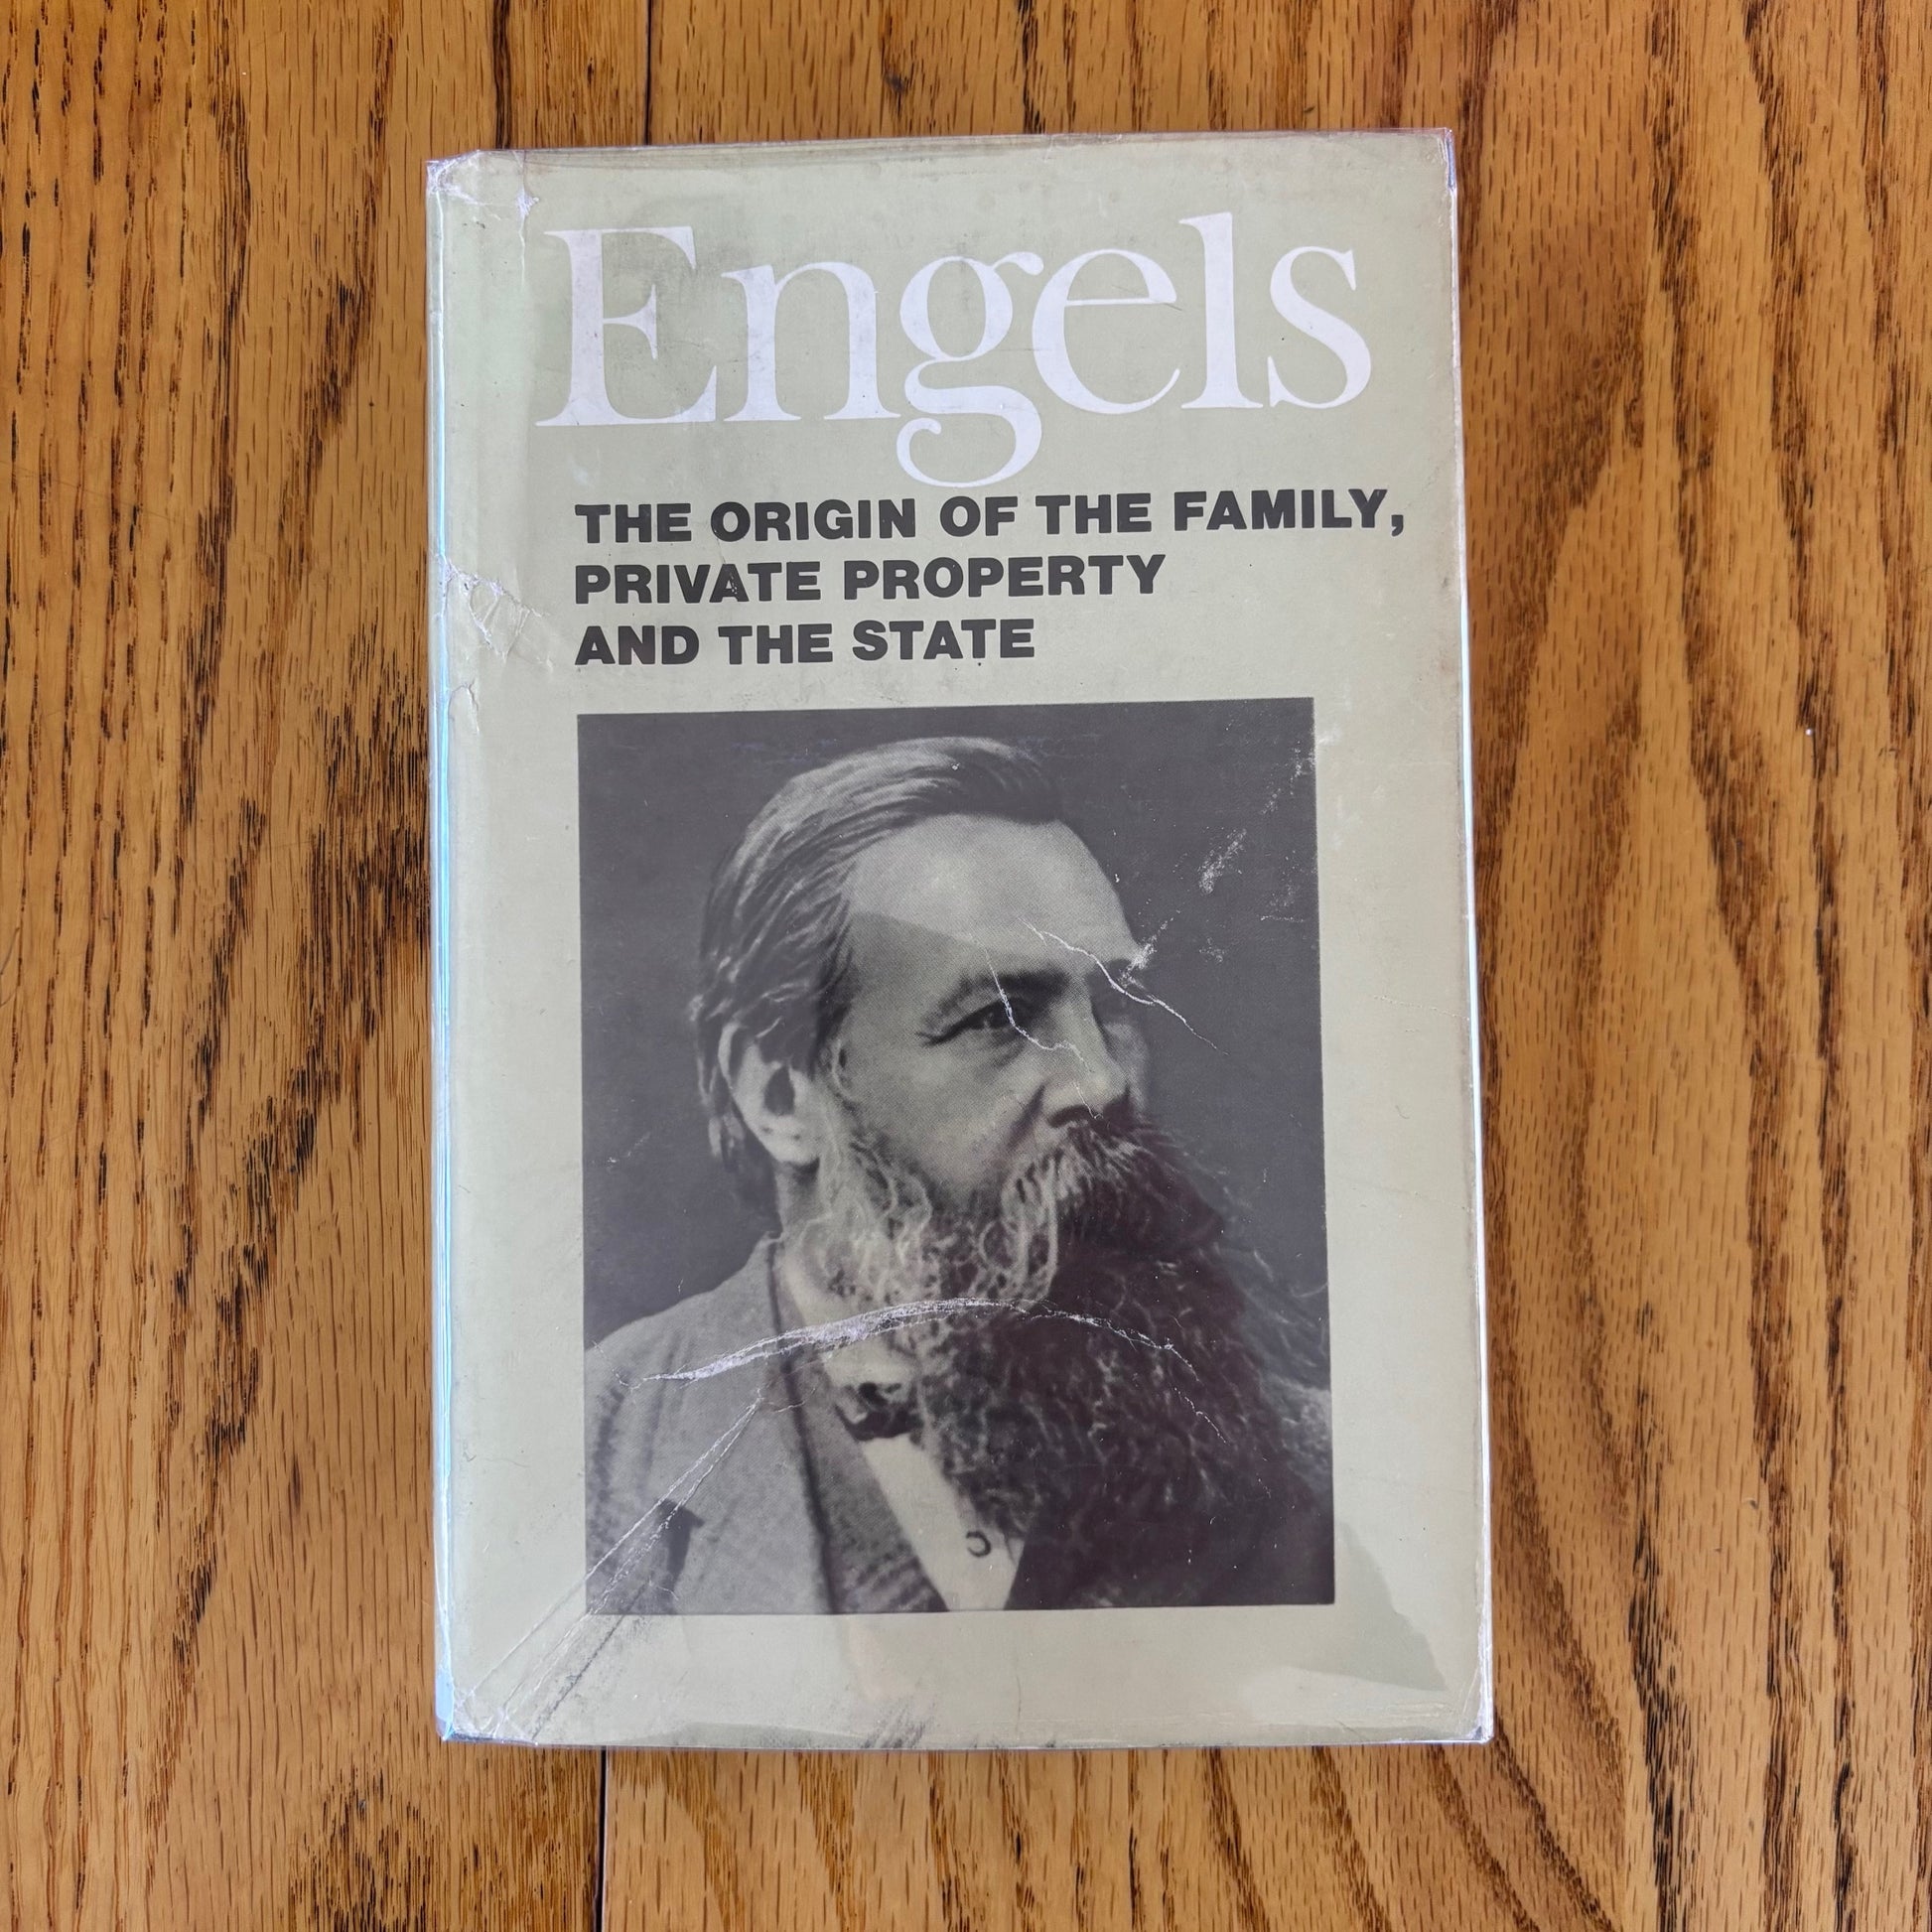 Engels
THE ORIGIN OF THE FAMILY,
PRIVATE PROPERTY
AND THE STATE